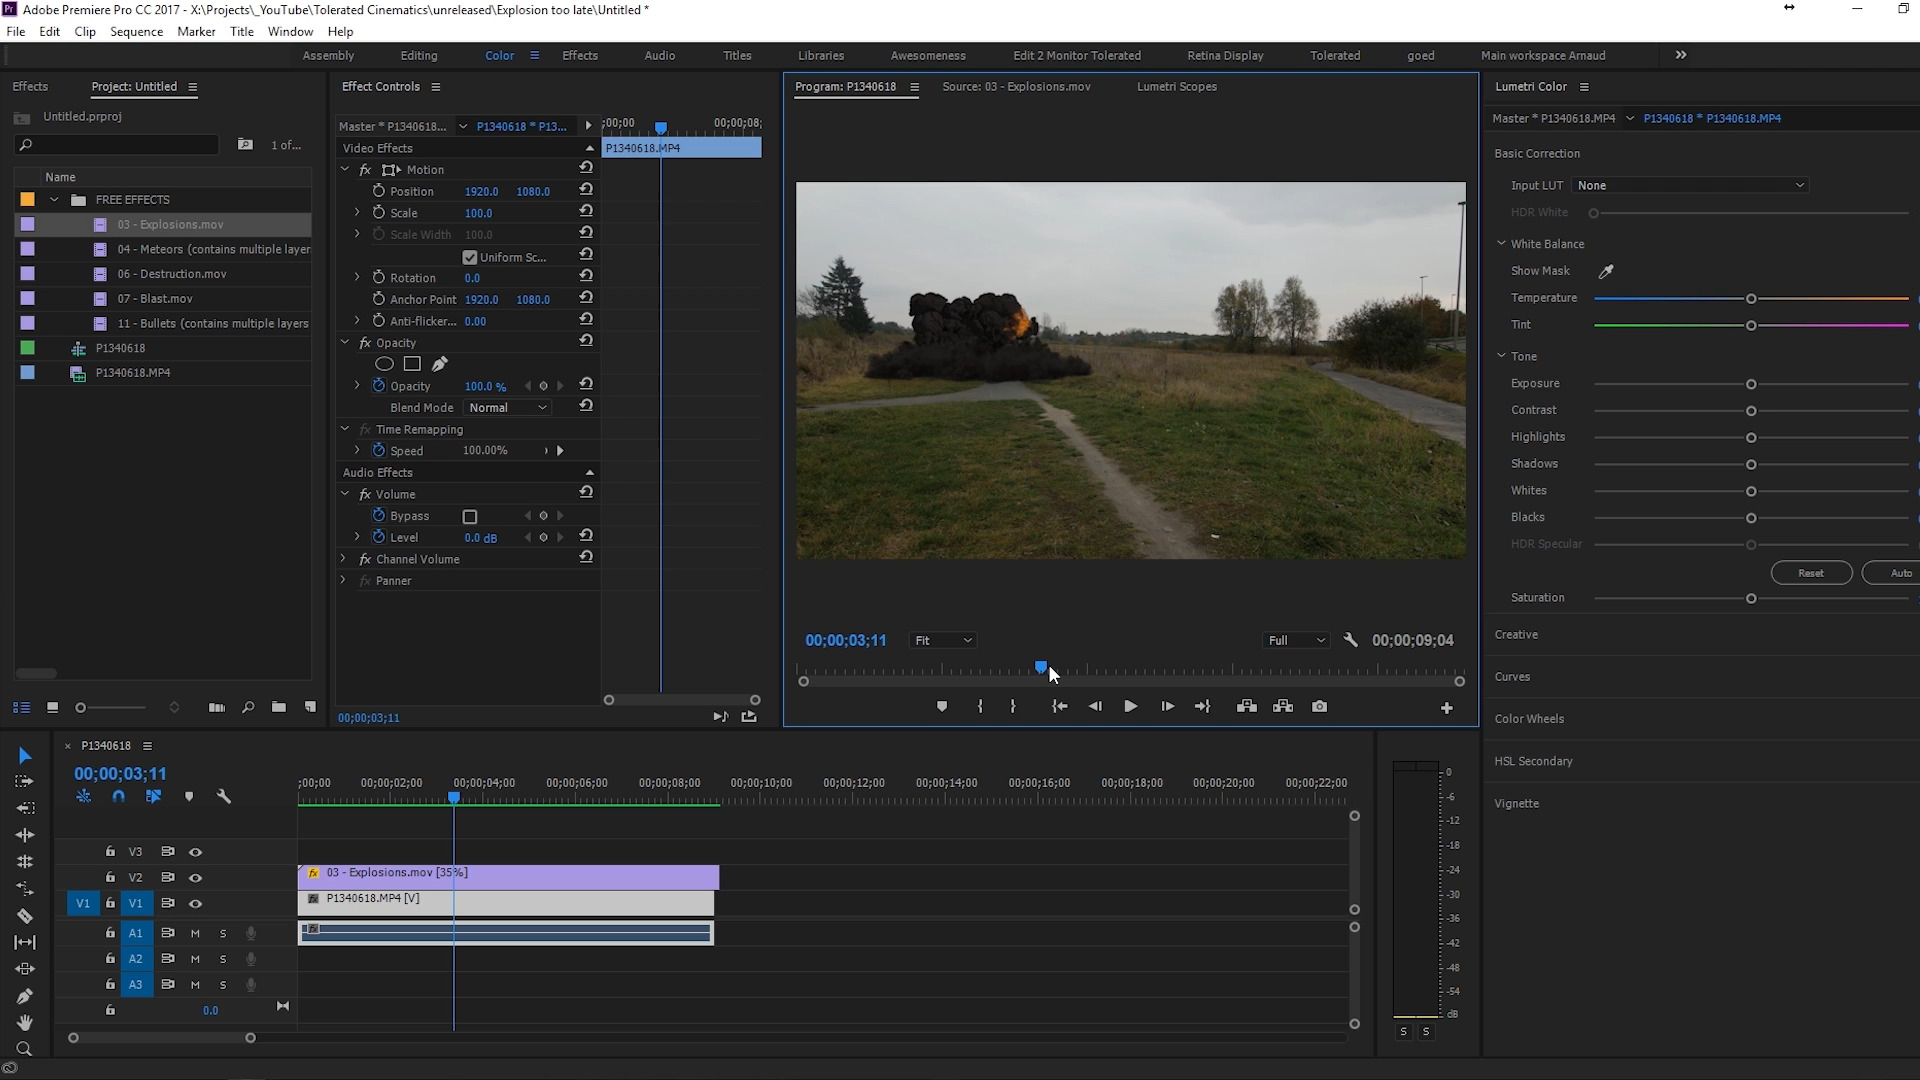 Pr Adobe Premiere Pro CC 2017 - X:\Projects\_YouTube\Tolerated Cinematics\unreleased\Explosion too late\Untitled *
File Edit Clip Sequence Marker Title Window Help
Assembly Editing Color Effects Audio Titles Libraries Awesomeness Edit 2 Monitor Tolerated Retina Display Tolerated goed Main workspace Arnaud
Effects Project: Untitled
Untitled.prproj
1 of...
Name
FREE EFFECTS
03 - Explosions.mov
04 - Meteors (contains multiple layer
06 - Destruction.mov
07 - Blast.mov
11 - Bullets (contains multiple layers
P1340618
P1340618.MP4
Effect Controls
Master * P1340618... P1340618 * P13...
;00;00 00;00;08;
Video Effects
P1340618.MP4
fx Motion
Position 1920.0 1080.0
Scale 100.0
Scale Width 100.0
Uniform Sc...
Rotation 0.0
Anchor Point 1920.0 1080.0
Anti-flicker... 0.00
fx Opacity
Opacity 100.0 %
Blend Mode Normal
fx Time Remapping
Speed 100.00%
Audio Effects
fx Volume
Bypass
Level 0.0 dB
fx Channel Volume
fx Panner
00;00;03;11
Program: P1340618 Source: 03 - Explosions.mov Lumetri Scopes
00;00;03;11 Fit Full 00;00;09;04
Lumetri Color
Master * P1340618.MP4 P1340618 * P1340618.MP4
Basic Correction
Input LUT None
HDR White
White Balance
Show Mask
Temperature
Tint
Tone
Exposure
Contrast
Highlights
Shadows
Whites
Blacks
HDR Specular
Reset Auto
Saturation
Creative
Curves
Color Wheels
HSL Secondary
Vignette
× P1340618
00;00;03;11
;00;00 00;00;02;00 00;00;04;00 00;00;06;00 00;00;08;00 00;00;10;00 00;00;12;00 00;00;14;00 00;00;16;00 00;00;18;00 00;00;20;00 00;00;22;00
V3
V2 fx 03 - Explosions.mov [35%]
V1 V1 fx P1340618.MP4 [V]
A1 M S fx
A2 M S
A3 M S
0.0
0
-6
-12
-18
-24
-30
-36
-42
-48
-54
dB
S S